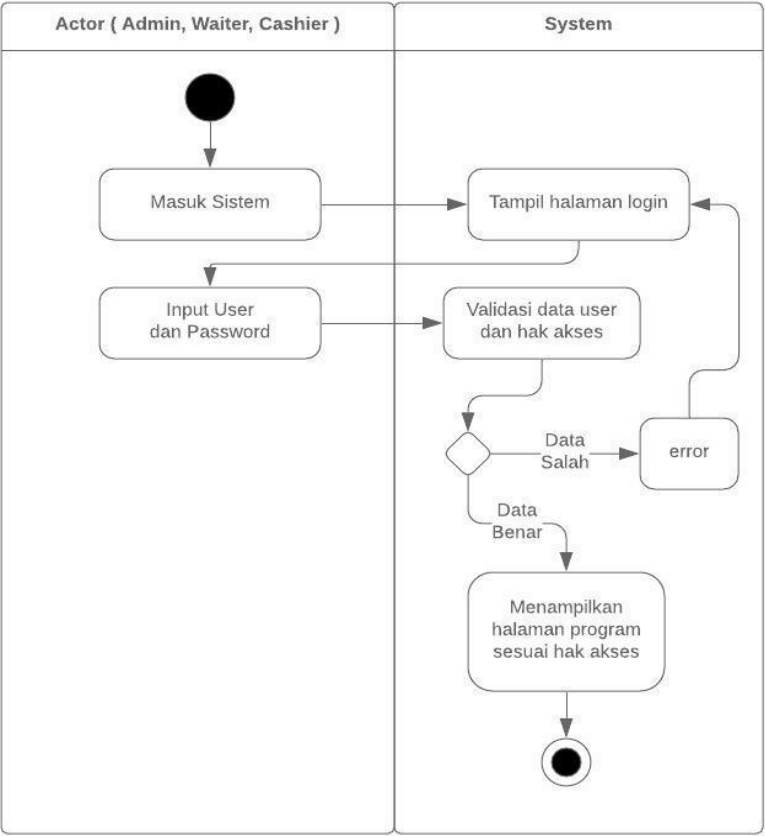 Actor ( Admin, Waiter, Cashier )
System
Masuk Sistem
Tampil halaman login
Input User
dan Password
Validasi data user
dan hak akses
Data
Salah
error
Data
Benar
Menampilkan
halaman program
sesuai hak akses